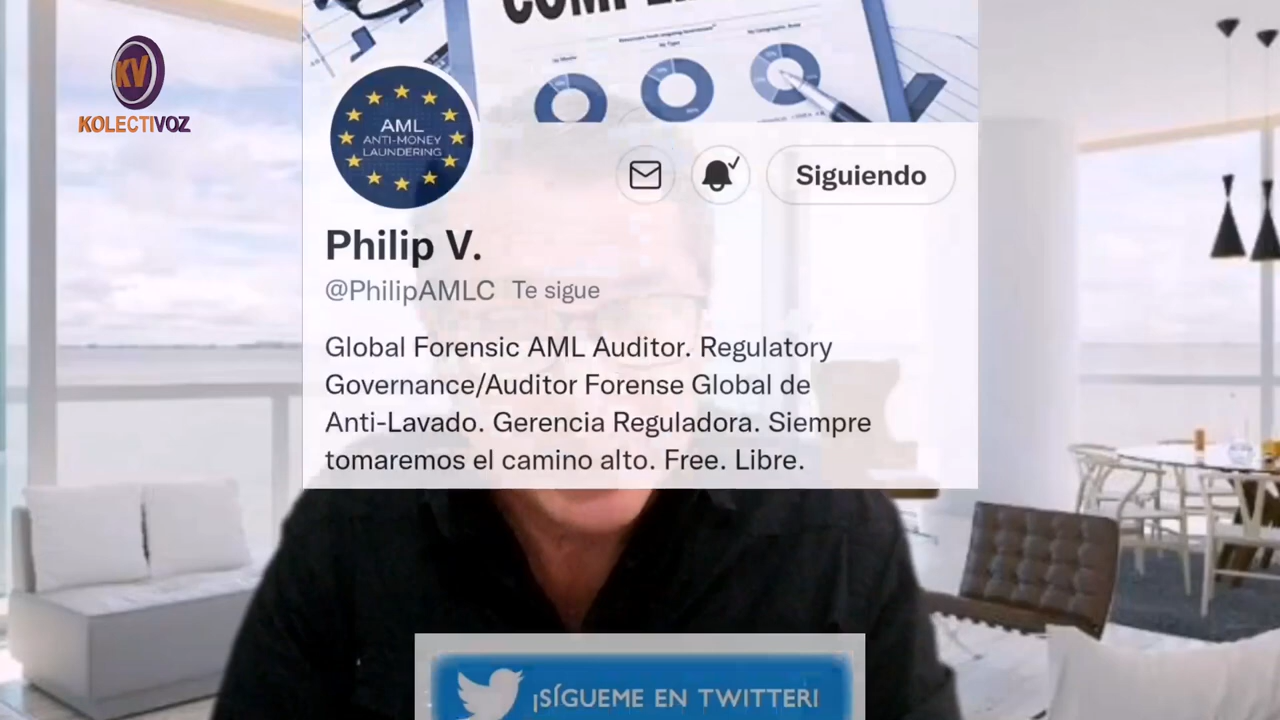 KV
KOLECTIVOZ
AML
ANTI-MONEY
LAUNDERING
Siguiendo
Philip V.
@PhilipAMLC Te sigue
Global Forensic AML Auditor. Regulatory
Governance/Auditor Forense Global de
Anti-Lavado. Gerencia Reguladora. Siempre
tomaremos el camino alto. Free. Libre.
¡SÍGUEME EN TWITTER!